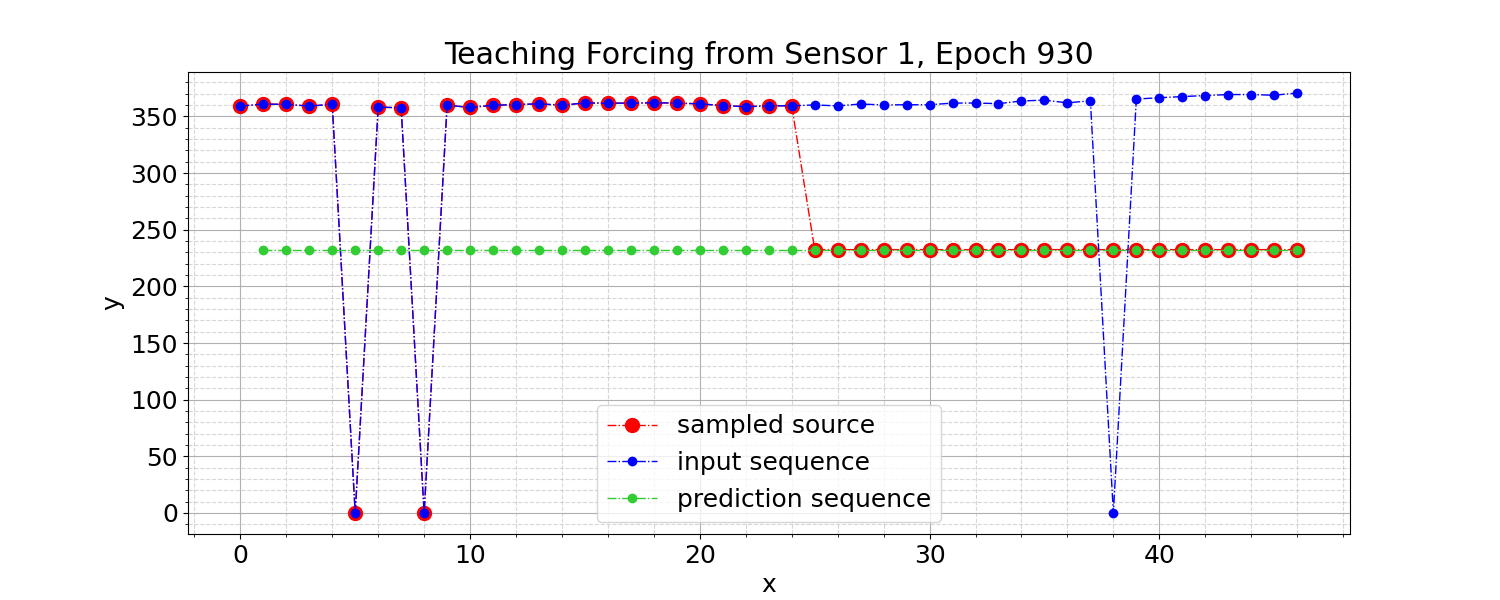 Teaching Forcing from Sensor 1, Epoch 930
350
300
250
200
150
100
50
0
y
sampled source
input sequence
prediction sequence
0 10 20 30 40
x